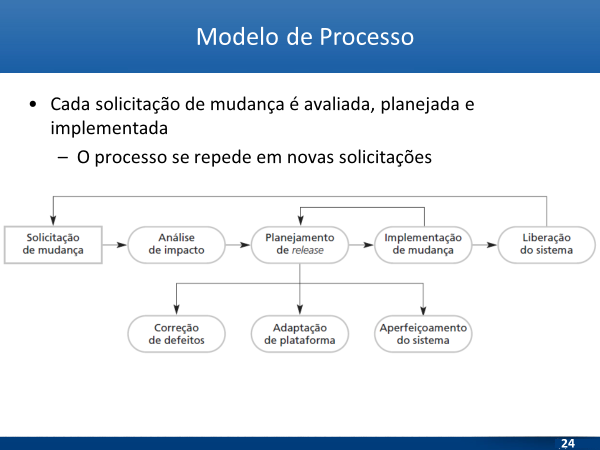 Modelo de Processo
• Cada solicitação de mudança é avaliada, planejada e
implementada
– O processo se repede em novas solicitações
Solicitação
de mudança
Análise
de impacto
Planejamento
de release
Implementação
de mudança
Liberação
do sistema
Correção
de defeitos
Adaptação
de plataforma
Aperfeiçoamento
do sistema
24